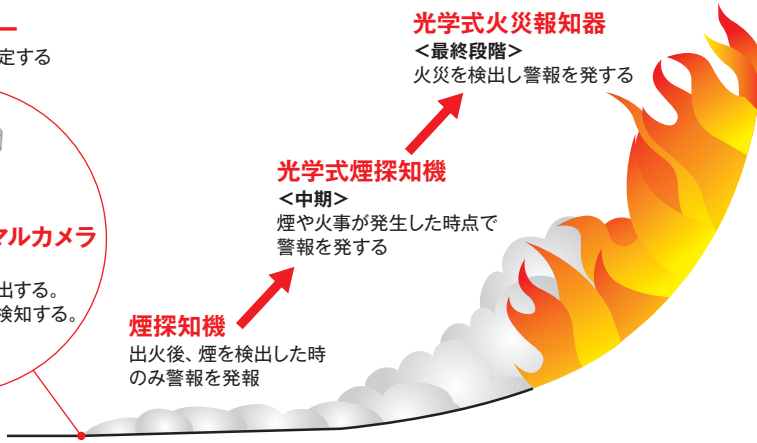 ー
定する
マルカメラ
出する。
検知する。
煙探知機
出火後、煙を検出した時
のみ警報を発報
光学式煙探知機
<中期>
煙や火事が発生した時点で
警報を発する
光学式火災報知器
<最終段階>
火災を検出し警報を発する